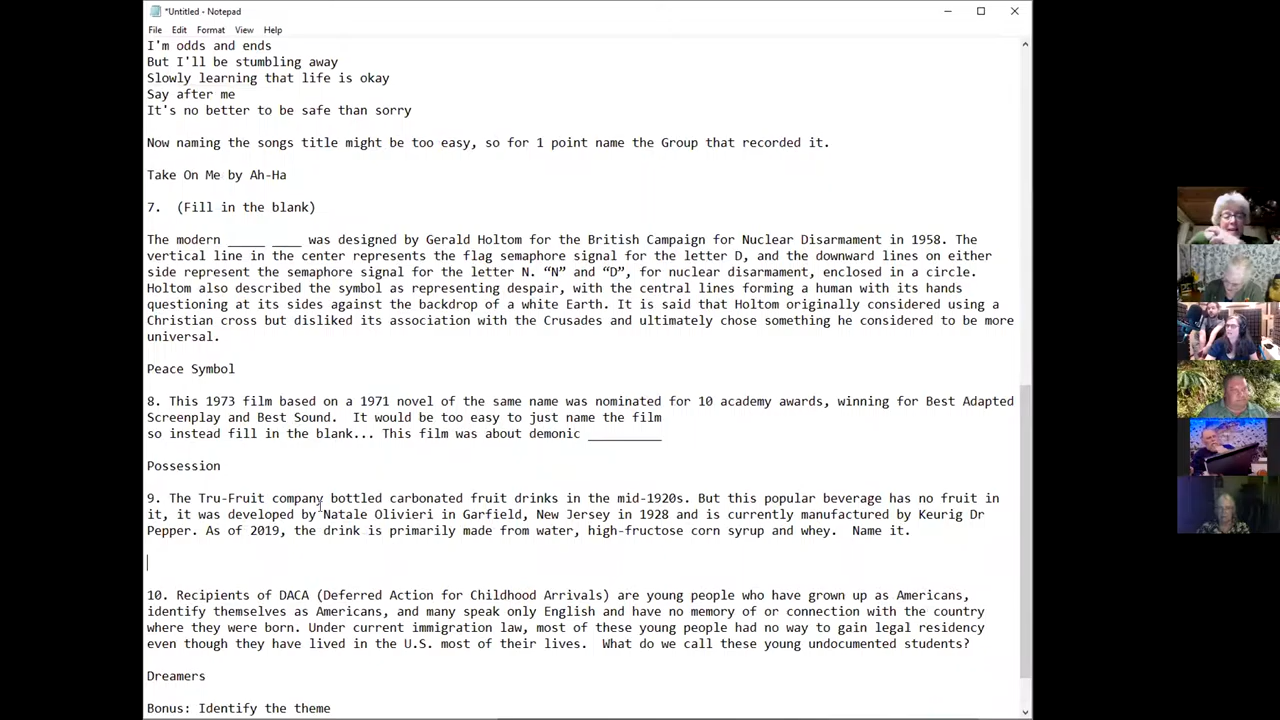 *Untitled - Notepad
File Edit Format View Help
I'm odds and ends
But I'll be stumbling away
Slowly learning that life is okay
Say after me
It's no better to be safe than sorry
Now naming the songs title might be too easy, so for 1 point name the Group that recorded it.
Take On Me by Ah-Ha
7.  (Fill in the blank)
The modern _____ ____ was designed by Gerald Holtom for the British Campaign for Nuclear Disarmament in 1958. The
vertical line in the center represents the flag semaphore signal for the letter D, and the downward lines on either
side represent the semaphore signal for the letter N. “N” and “D”, for nuclear disarmament, enclosed in a circle.
Holtom also described the symbol as representing despair, with the central lines forming a human with its hands
questioning at its sides against the backdrop of a white Earth. It is said that Holtom originally considered using a
Christian cross but disliked its association with the Crusades and ultimately chose something he considered to be more
universal.
Peace Symbol
8. This 1973 film based on a 1971 novel of the same name was nominated for 10 academy awards, winning for Best Adapted
Screenplay and Best Sound.  It would be too easy to just name the film
so instead fill in the blank... This film was about demonic __________
Possession
9. The Tru-Fruit company bottled carbonated fruit drinks in the mid-1920s. But this popular beverage has no fruit in
it, it was developed by Natale Olivieri in Garfield, New Jersey in 1928 and is currently manufactured by Keurig Dr
Pepper. As of 2019, the drink is primarily made from water, high-fructose corn syrup and whey.  Name it.
10. Recipients of DACA (Deferred Action for Childhood Arrivals) are young people who have grown up as Americans,
identify themselves as Americans, and many speak only English and have no memory of or connection with the country
where they were born. Under current immigration law, most of these young people had no way to gain legal residency
even though they have lived in the U.S. most of their lives.  What do we call these young undocumented students?
Dreamers
Bonus: Identify the theme